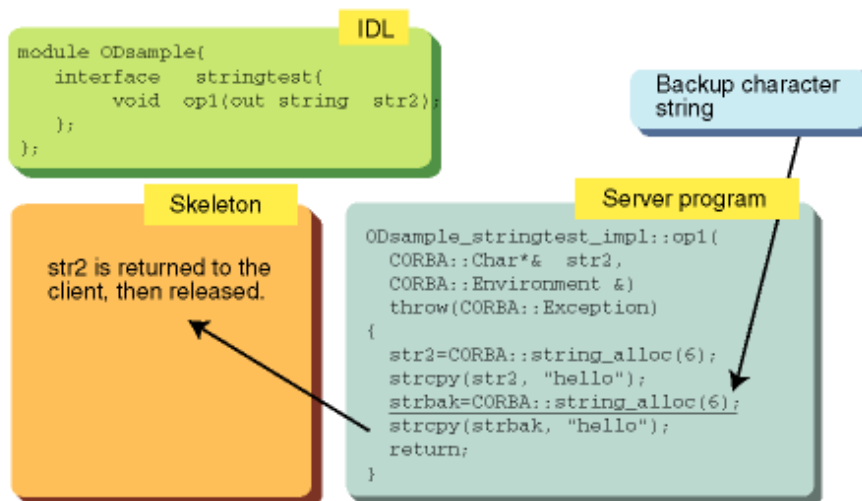 IDL
module ODsample{
interface stringtest{
void op1(out string str2);
};
};
Backup character
string
Skeleton
str2 is returned to the
client, then released.
Server program
ODsample_stringtest_impl::op1(
CORBA::Char*& str2,
CORBA::Environment &)
throw(CORBA::Exception)
{
str2=CORBA::string_alloc(6);
strcpy(str2, "hello");
strbak=CORBA::string_alloc(6);
strcpy(strbak, "hello");
return;
}